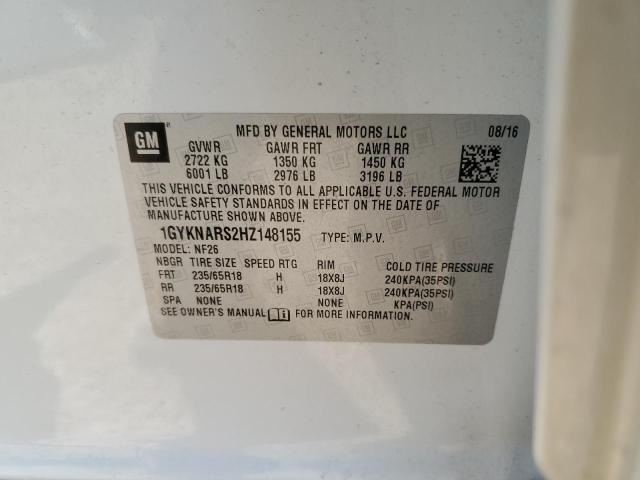 GM
MFD BY GENERAL MOTORS LLC 08/16
GVWR GAWR FRT GAWR RR
2722 KG 1350 KG 1450 KG
6001 LB 2976 LB 3196 LB
THIS VEHICLE CONFORMS TO ALL APPLICABLE U.S. FEDERAL MOTOR
VEHICLE SAFETY STANDARDS IN EFFECT ON THE DATE OF
MANUFACTURE SHOWN ABOVE.
1GYKNARS2HZ148155 TYPE: M.P.V.
MODEL: NF26
NBGR TIRE SIZE SPEED RTG RIM COLD TIRE PRESSURE
FRT 235/65R18 H 18X8J 240KPA(35PSI)
RR 235/65R18 H 18X8J 240KPA(35PSI)
SPA NONE NONE KPA(PSI)
SEE OWNER'S MANUAL FOR MORE INFORMATION.